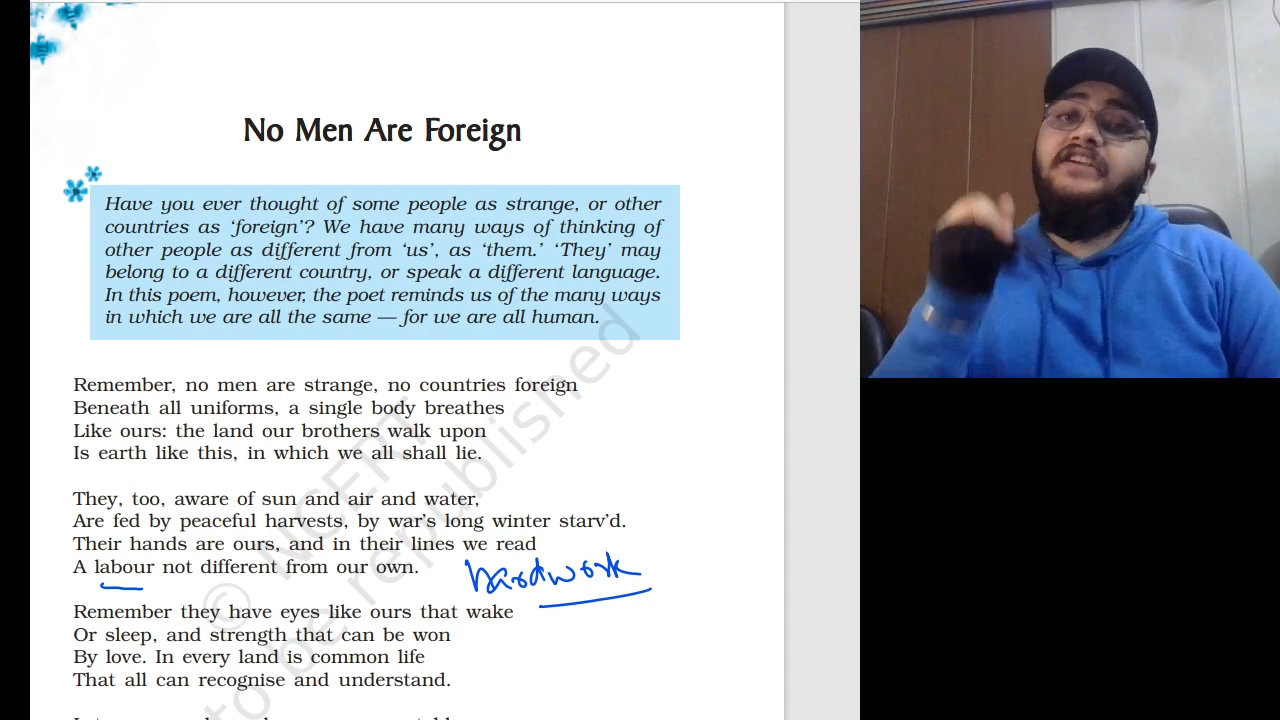 No Men Are Foreign
Have you ever thought of some people as strange, or other
countries as ‘foreign’? We have many ways of thinking of
other people as different from ‘us’, as ‘them.’ ‘They’ may
belong to a different country, or speak a different language.
In this poem, however, the poet reminds us of the many ways
in which we are all the same — for we are all human.
Remember, no men are strange, no countries foreign
Beneath all uniforms, a single body breathes
Like ours: the land our brothers walk upon
Is earth like this, in which we all shall lie.
They, too, aware of sun and air and water,
Are fed by peaceful harvests, by war’s long winter starv’d.
Their hands are ours, and in their lines we read
A labour not different from our own.
hardwork
Remember they have eyes like ours that wake
Or sleep, and strength that can be won
By love. In every land is common life
That all can recognise and understand.
© NCERT
to be republished